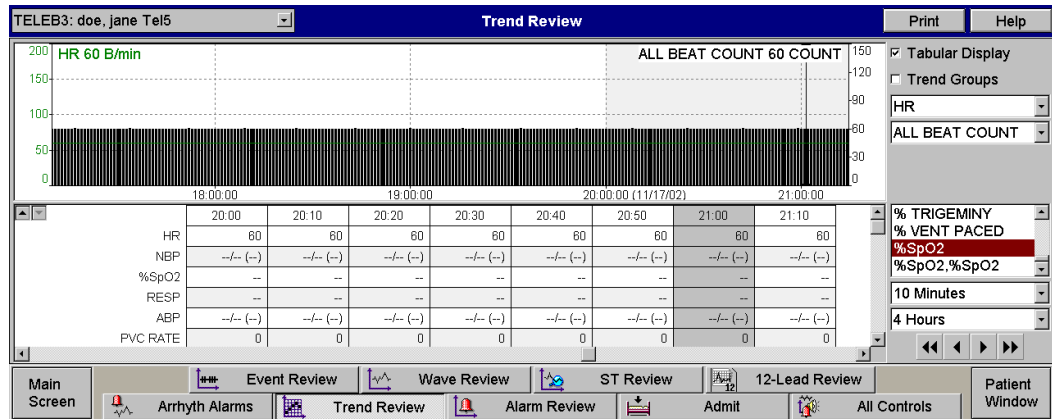 TELEB3: doe, jane Tel5
Trend Review
Print
Help
200
HR 60 B/min
ALL BEAT COUNT 60 COUNT
150
150
120
100
90
60
50
30
0
0
18:00:00 19:00:00 20:00:00 (11/17/02) 21:00:00
Tabular Display
Trend Groups
HR
ALL BEAT COUNT
20:00 20:10 20:20 20:30 20:40 20:50 21:00 21:10
HR 60 60 60 60 60 60 60 60
NBP --/-- (--) --/-- (--) --/-- (--) --/-- (--) --/-- (--) --/-- (--) --/-- (--) --/-- (--)
%SpO2 -- -- -- -- -- -- -- --
RESP -- -- -- -- -- -- -- --
ABP --/-- (--) --/-- (--) --/-- (--) --/-- (--) --/-- (--) --/-- (--) --/-- (--) --/-- (--)
PVC RATE 0 0 0 0 0 0 0 0
% TRIGEMINY
% VENT PACED
%SpO2
%SpO2,%SpO2
10 Minutes
4 Hours
Main
Screen
Event Review
Wave Review
ST Review
12
12-Lead Review
Arrhyth Alarms
Trend Review
Alarm Review
Admit
All Controls
Patient
Window